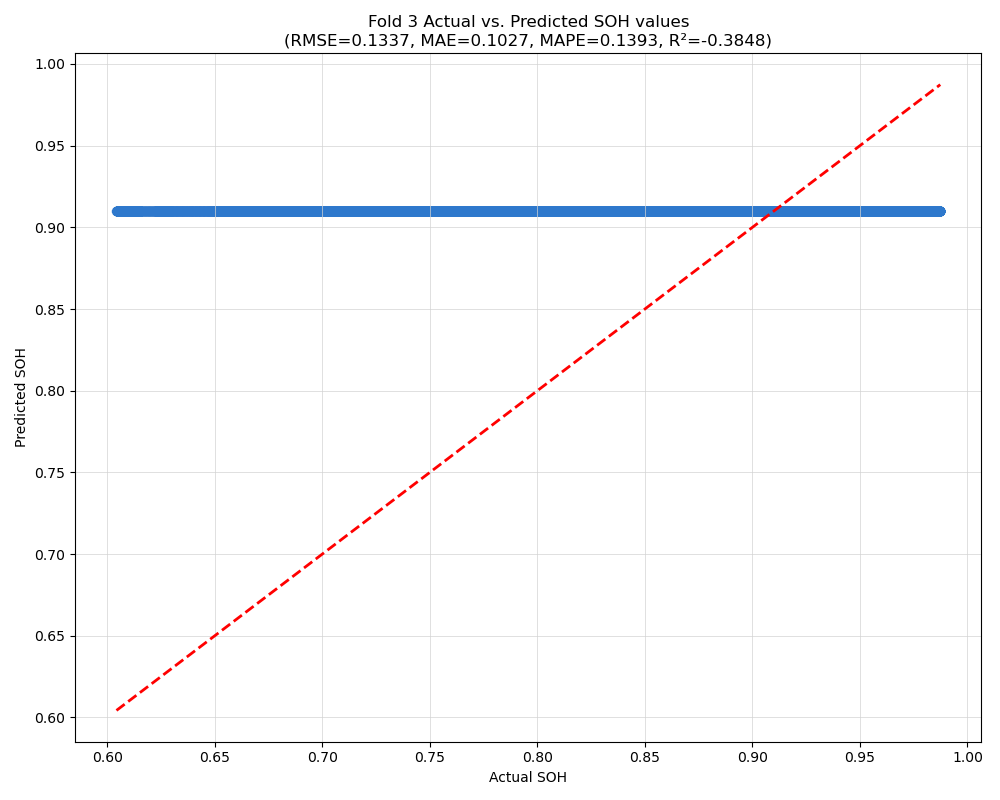 Fold 3 Actual vs. Predicted SOH values
(RMSE=0.1337, MAE=0.1027, MAPE=0.1393, R²=-0.3848)
1.00
0.95
0.90
0.85
0.80
0.75
0.70
0.65
0.60
Predicted SOH
0.60 0.65 0.70 0.75 0.80 0.85 0.90 0.95 1.00
Actual SOH